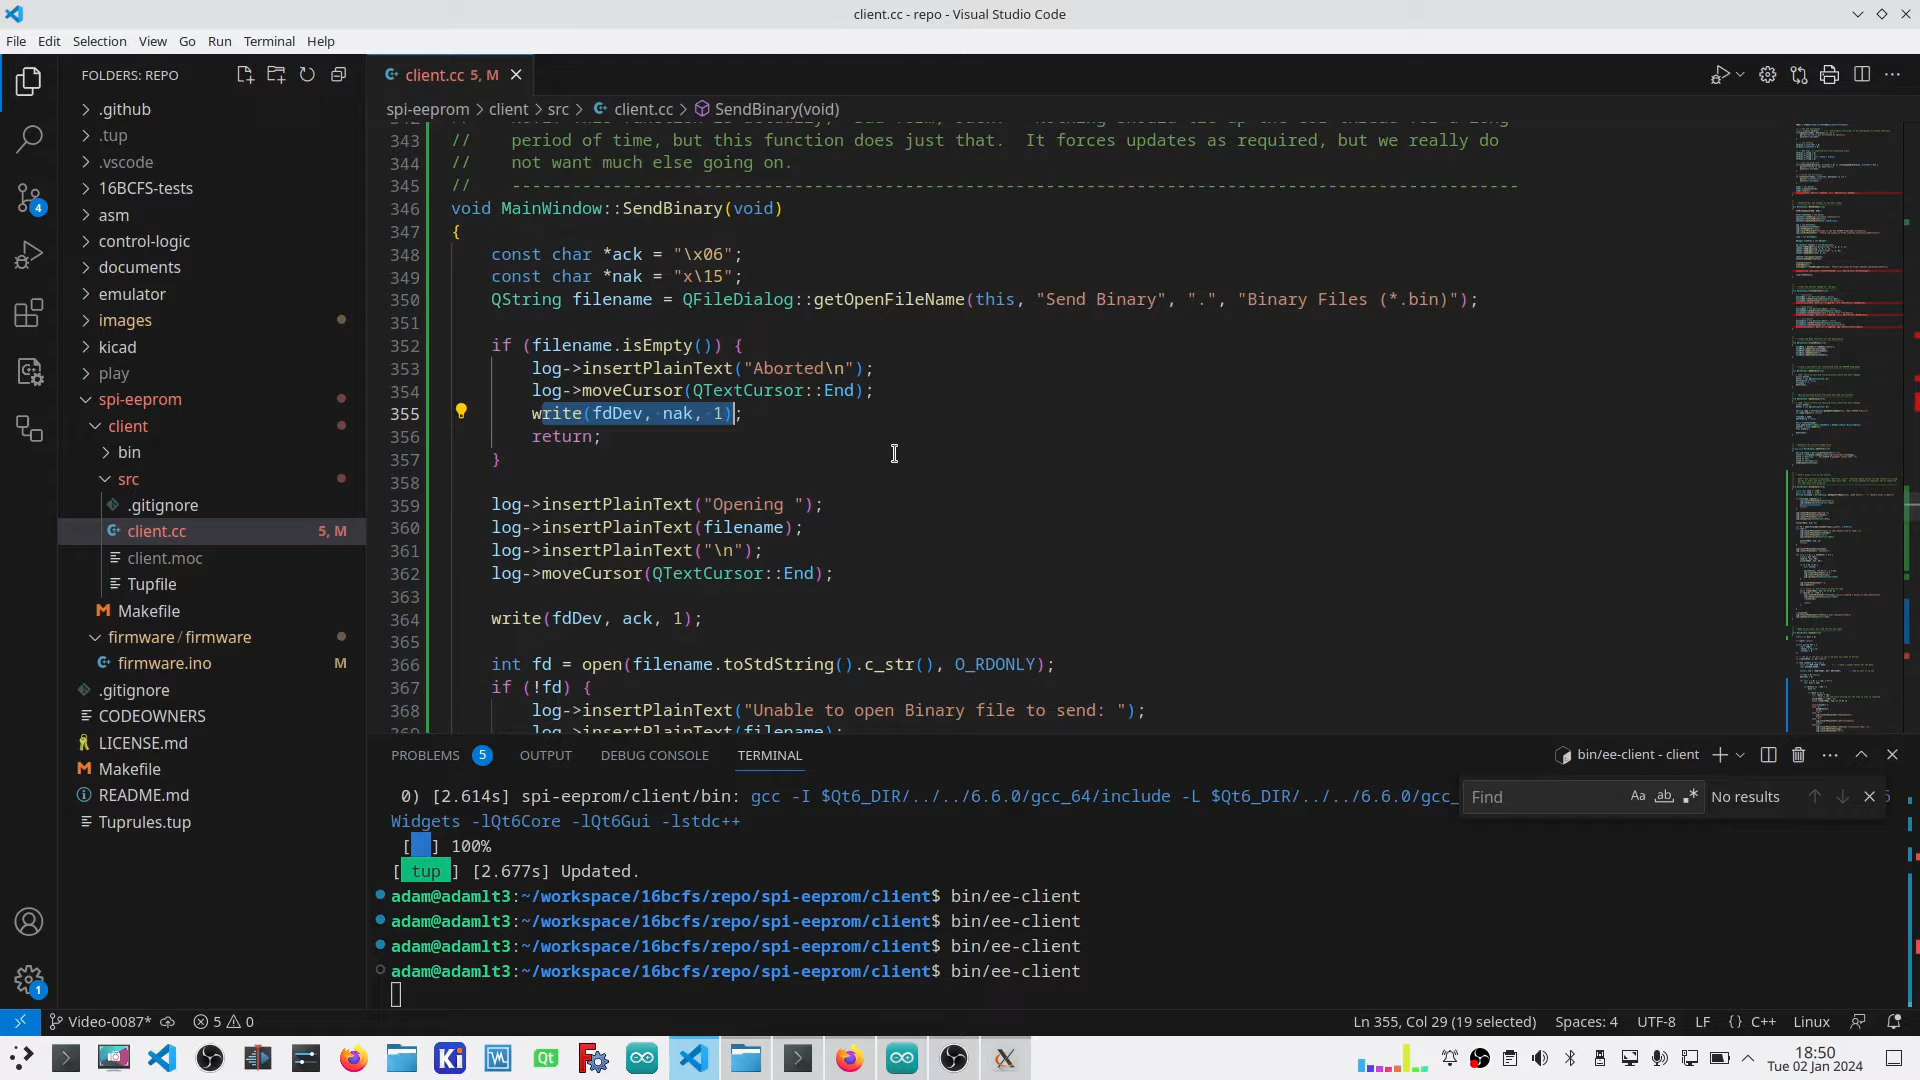 client.cc - repo - Visual Studio Code
File Edit Selection View Go Run Terminal Help
FOLDERS: REPO
client.cc 5, M
spi-eeprom > client > src > client.cc > SendBinary(void)
.github
.tup
.vscode
16BCFS-tests
asm
control-logic
documents
emulator
images
kicad
play
spi-eeprom
client
bin
src
.gitignore
client.cc 5, M
client.moc
Tupfile
Makefile
firmware/firmware
firmware.ino M
.gitignore
CODEOWNERS
LICENSE.md
Makefile
README.md
Tuprules.tup
4
1
343 // period of time, but this function does just that. It forces updates as required, but we really do
344 // not want much else going on.
345 // ----------------------------------------------------------------------------------------------------
346 void MainWindow::SendBinary(void)
347 {
348 const char *ack = "\x06";
349 const char *nak = "x\15";
350 QString filename = QFileDialog::getOpenFileName(this, "Send Binary", ".", "Binary Files (*.bin)");
351
352 if (filename.isEmpty()) {
353 log->insertPlainText("Aborted\n");
354 log->moveCursor(QTextCursor::End);
355 write(fdDev, nak, 1);
356 return;
357 }
358
359 log->insertPlainText("Opening ");
360 log->insertPlainText(filename);
361 log->insertPlainText("\n");
362 log->moveCursor(QTextCursor::End);
363
364 write(fdDev, ack, 1);
365
366 int fd = open(filename.toStdString().c_str(), O_RDONLY);
367 if (!fd) {
368 log->insertPlainText("Unable to open Binary file to send: ");
369 log->insertPlainText(filename);
PROBLEMS 5 OUTPUT DEBUG CONSOLE TERMINAL
bin/ee-client - client
Find Aa ab No results
0) [2.614s] spi-eeprom/client/bin: gcc -I $Qt6_DIR/../../6.6.0/gcc_64/include -L $Qt6_DIR/../../6.6.0/gcc_
Widgets -lQt6Core -lQt6Gui -lstdc++
[ ] 100%
[ tup ] [2.677s] Updated.
adam@adamlt3:~/workspace/16bcfs/repo/spi-eeprom/client$ bin/ee-client
adam@adamlt3:~/workspace/16bcfs/repo/spi-eeprom/client$ bin/ee-client
adam@adamlt3:~/workspace/16bcfs/repo/spi-eeprom/client$ bin/ee-client
adam@adamlt3:~/workspace/16bcfs/repo/spi-eeprom/client$ bin/ee-client
Video-0087* 5 0 Ln 355, Col 29 (19 selected) Spaces: 4 UTF-8 LF {} C++ Linux
Ki
Qt
18:50
Tue 02 Jan 2024